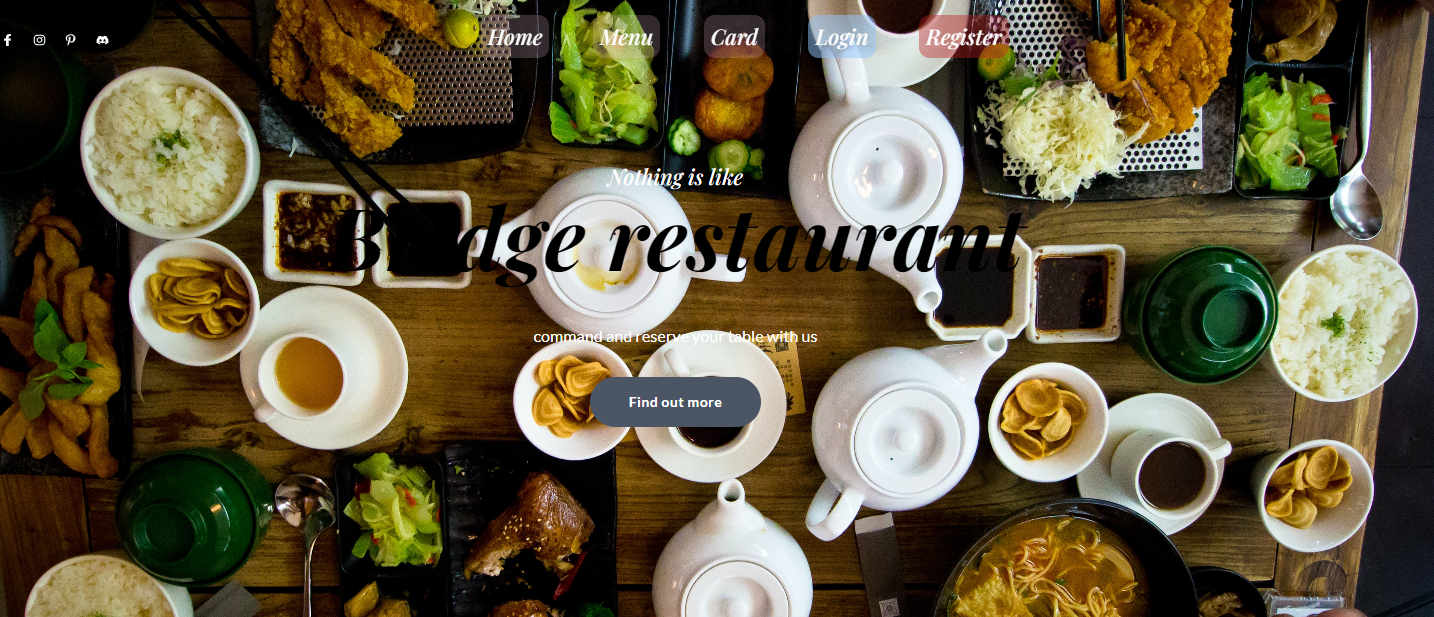 Home Menu Card Login Register
Nothing is like
Bridge restaurant
command and reserve your table with us
Find out more